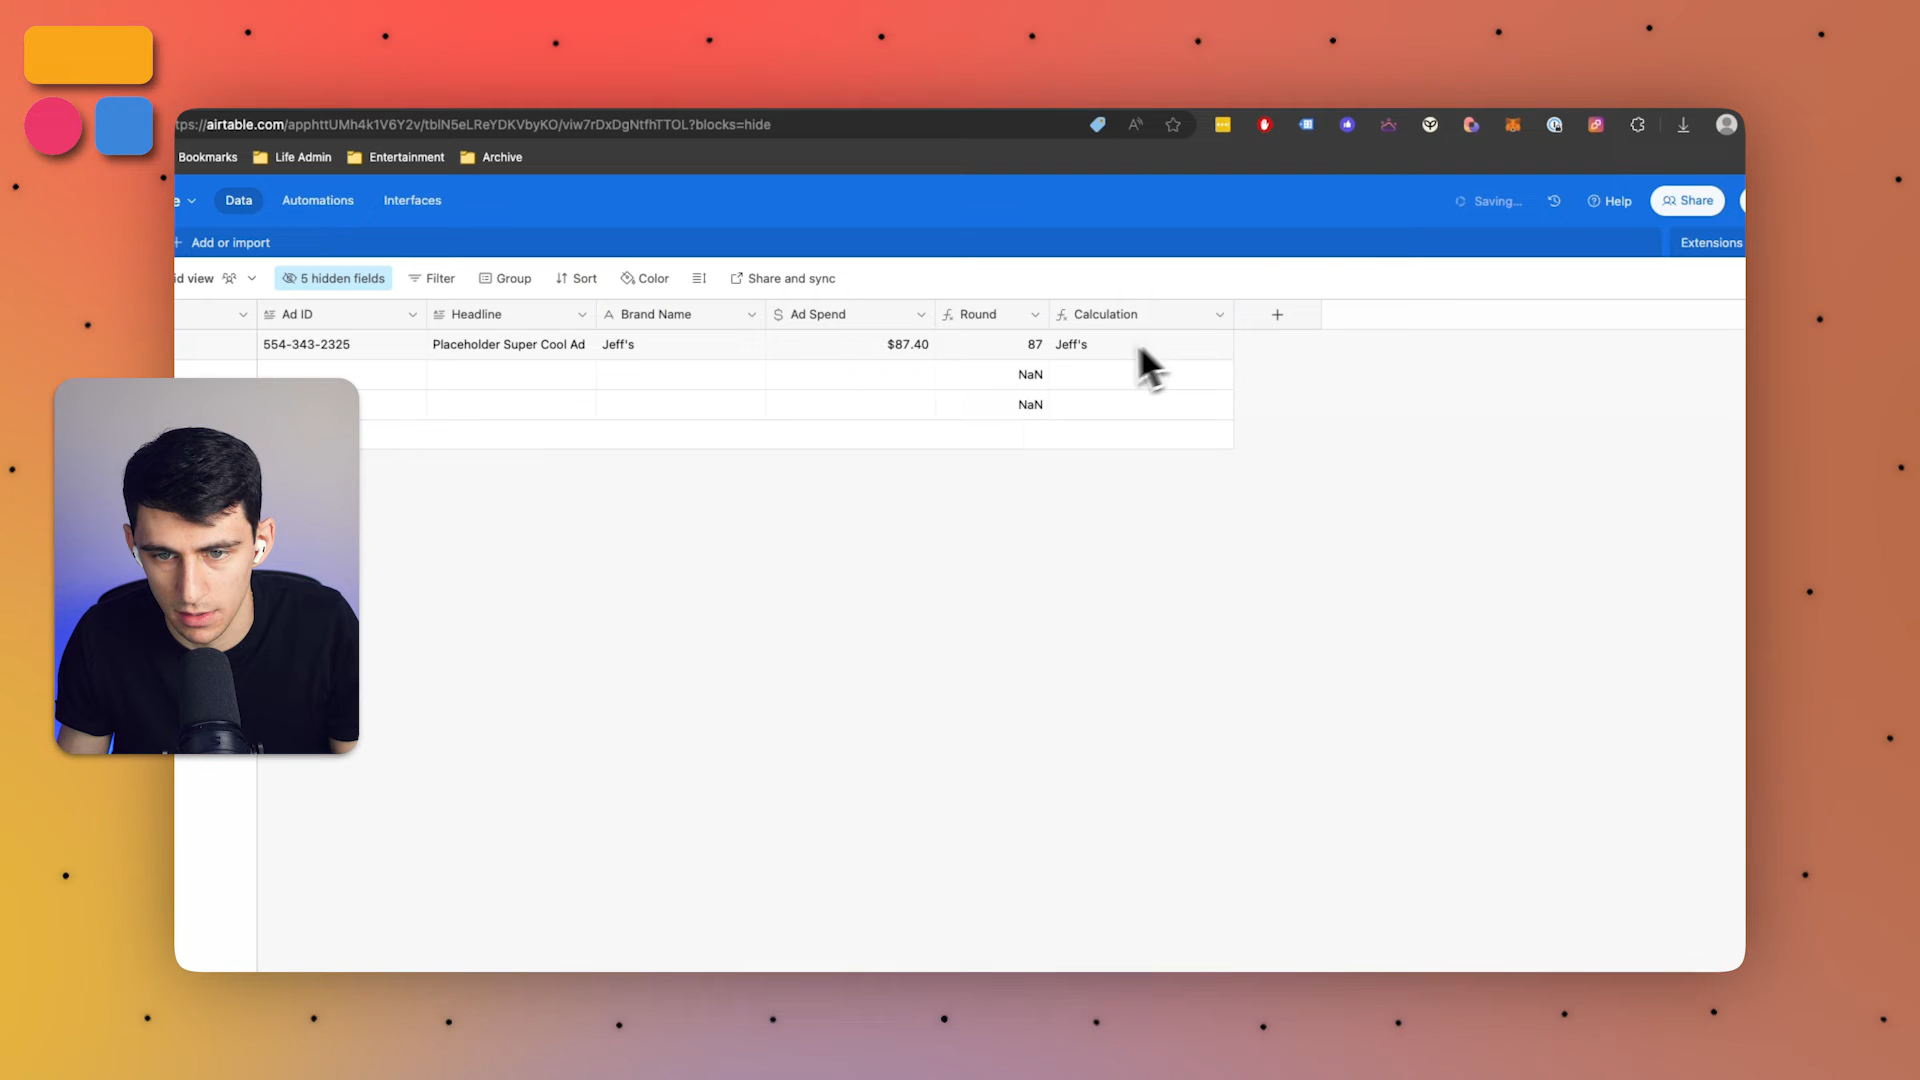 tps://airtable.com/apphttUMh4k1V6Y2v/tblN5eLReYDKVbyKO/viw7rDxDgNtfhTTOL?blocks=hide
Bookmarks Life Admin Entertainment Archive
e Data Automations Interfaces Saving... Help Share
+ Add or import Extensions
id view 5 hidden fields Filter Group Sort Color Share and sync
Ad ID Headline Brand Name Ad Spend Round Calculation +
554-343-2325 Placeholder Super Cool Ad Jeff's $87.40 87 Jeff's
NaN
NaN